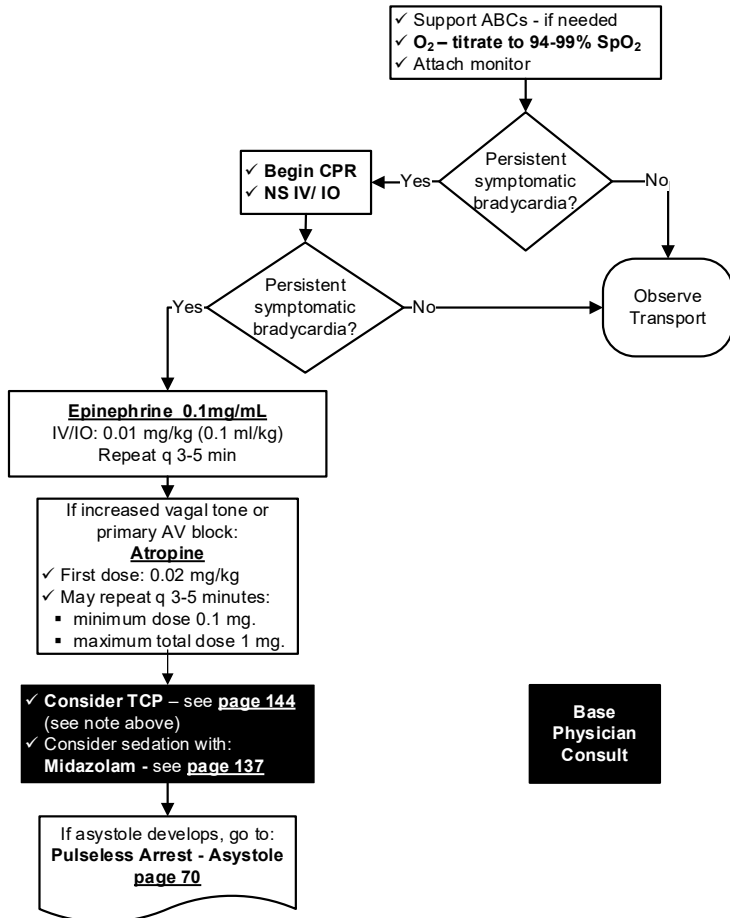 ✓ Support ABCs - if needed
✓ O₂ – titrate to 94-99% SpO₂
✓ Attach monitor
Persistent
symptomatic
bradycardia?
Yes
No
✓ Begin CPR
✓ NS IV/ IO
Persistent
symptomatic
bradycardia?
Yes
No
Observe
Transport
Epinephrine 0.1mg/mL
IV/IO: 0.01 mg/kg (0.1 ml/kg)
Repeat q 3-5 min
If increased vagal tone or
primary AV block:
Atropine
✓ First dose: 0.02 mg/kg
✓ May repeat q 3-5 minutes:
▪ minimum dose 0.1 mg.
▪ maximum total dose 1 mg.
✓ Consider TCP – see page 144
(see note above)
✓ Consider sedation with:
Midazolam - see page 137
Base
Physician
Consult
If asystole develops, go to:
Pulseless Arrest - Asystole
page 70